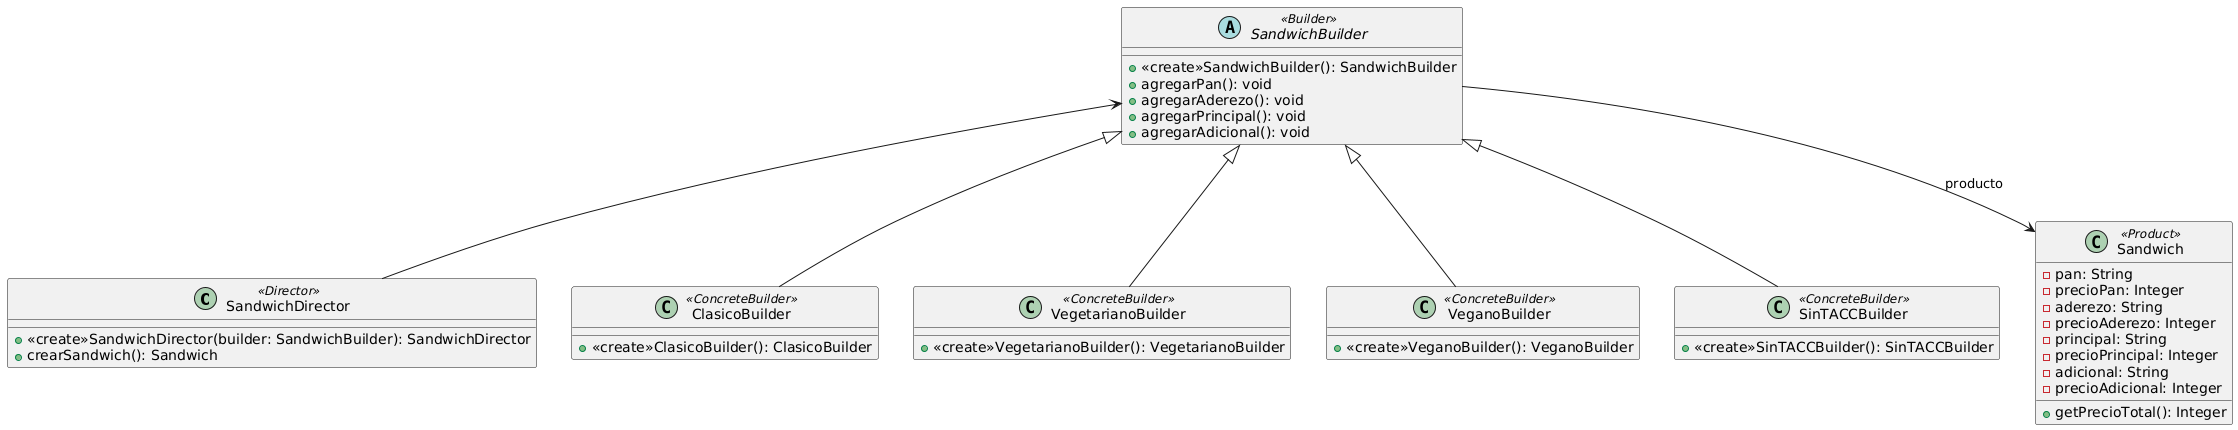 A
«Builder»
SandwichBuilder
«create»SandwichBuilder(): SandwichBuilder
agregarPan(): void
agregarAderezo(): void
agregarPrincipal(): void
agregarAdicional(): void
producto
C
«Director»
SandwichDirector
«create»SandwichDirector(builder: SandwichBuilder): SandwichDirector
crearSandwich(): Sandwich
C
«ConcreteBuilder»
ClasicoBuilder
«create»ClasicoBuilder(): ClasicoBuilder
C
«ConcreteBuilder»
VegetarianoBuilder
«create»VegetarianoBuilder(): VegetarianoBuilder
C
«ConcreteBuilder»
VeganoBuilder
«create»VeganoBuilder(): VeganoBuilder
C
«ConcreteBuilder»
SinTACCBuilder
«create»SinTACCBuilder(): SinTACCBuilder
C
«Product»
Sandwich
pan: String
precioPan: Integer
aderezo: String
precioAderezo: Integer
principal: String
precioPrincipal: Integer
adicional: String
precioAdicional: Integer
getPrecioTotal(): Integer